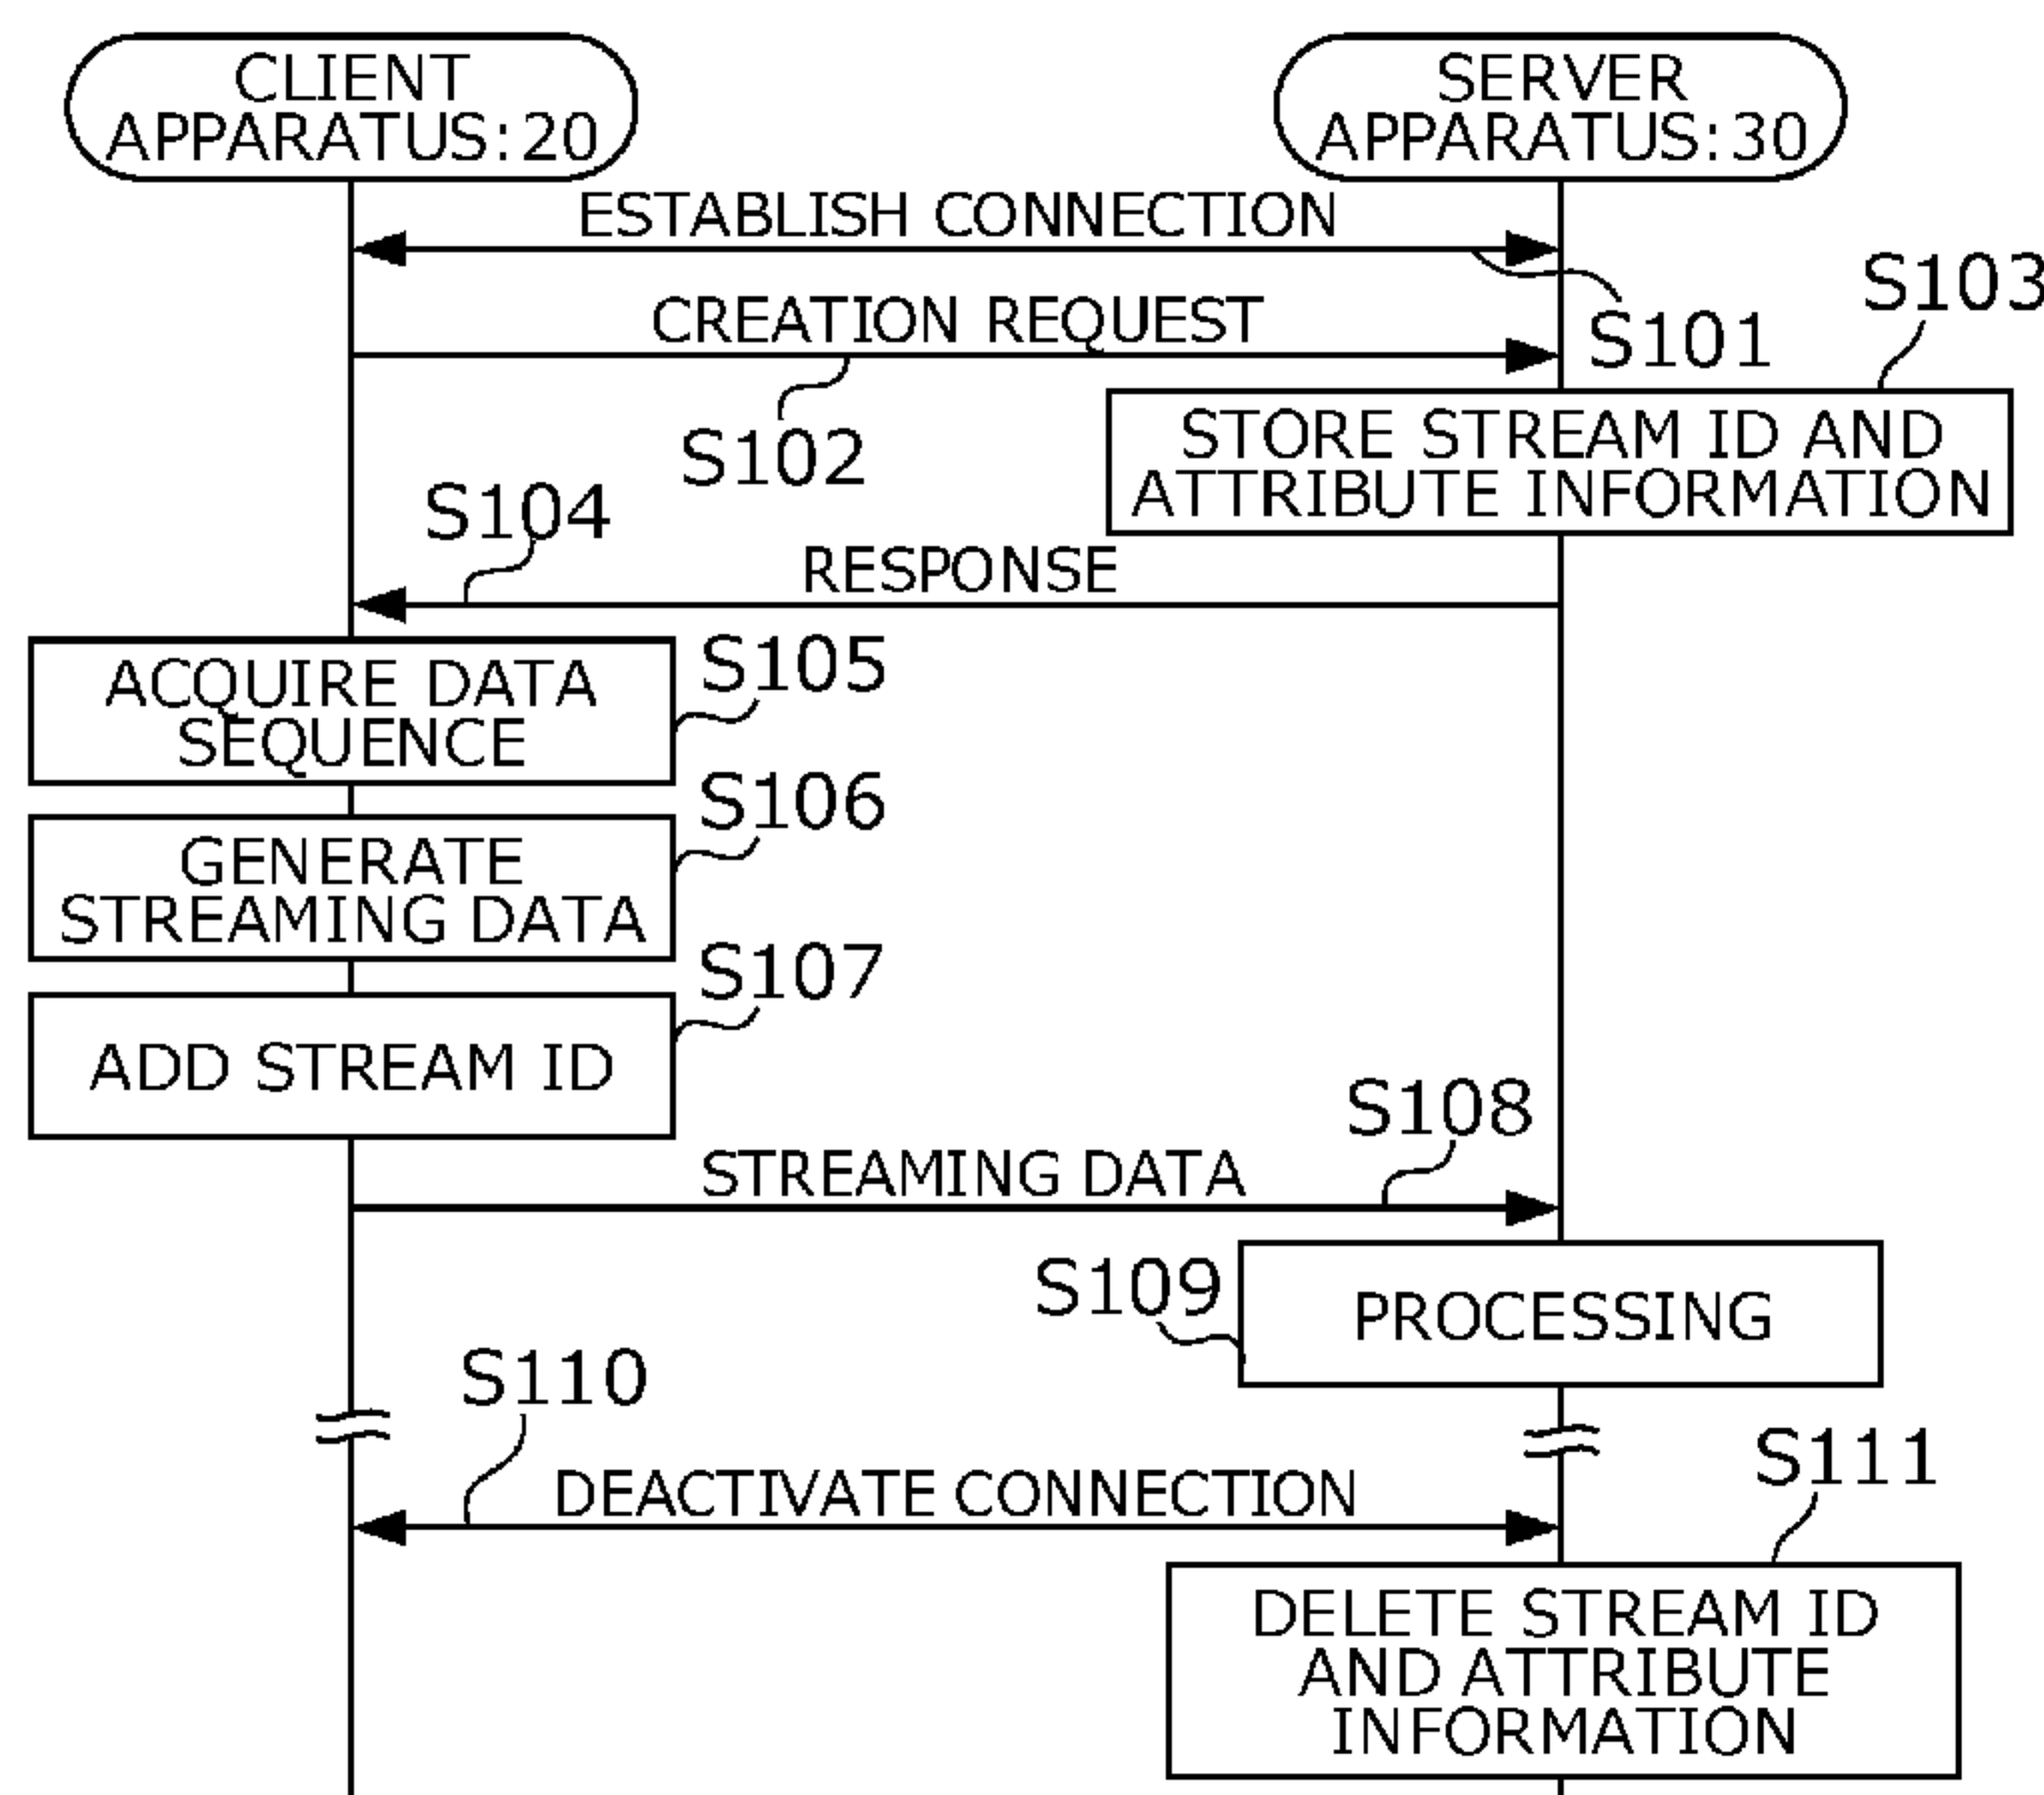 CLIENT
APPARATUS:20
SERVER
APPARATUS:30
ESTABLISH CONNECTION
S101
CREATION REQUEST
S102
S103
STORE STREAM ID AND
ATTRIBUTE INFORMATION
S104
RESPONSE
ACQUIRE DATA
SEQUENCE
S105
GENERATE
STREAMING DATA
S106
ADD STREAM ID
S107
STREAMING DATA
S108
S109
PROCESSING
S110
DEACTIVATE CONNECTION
S111
DELETE STREAM ID
AND ATTRIBUTE
INFORMATION